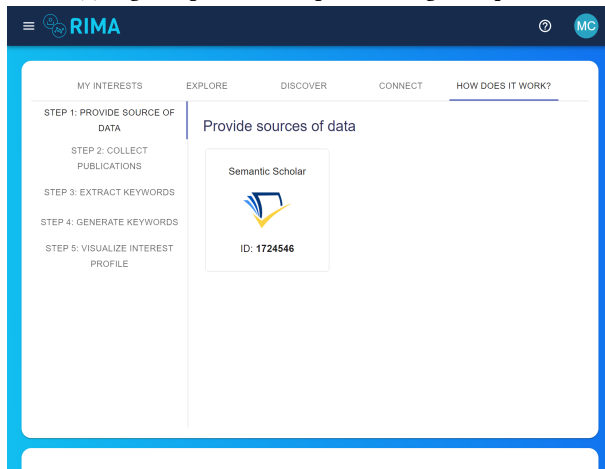 RIMA
MC
MY INTERESTS EXPLORE DISCOVER CONNECT HOW DOES IT WORK?
STEP 1: PROVIDE SOURCE OF
DATA
STEP 2: COLLECT
PUBLICATIONS
STEP 3: EXTRACT KEYWORDS
STEP 4: GENERATE KEYWORDS
STEP 5: VISUALIZE INTEREST
PROFILE
Provide sources of data
Semantic Scholar
ID: 1724546